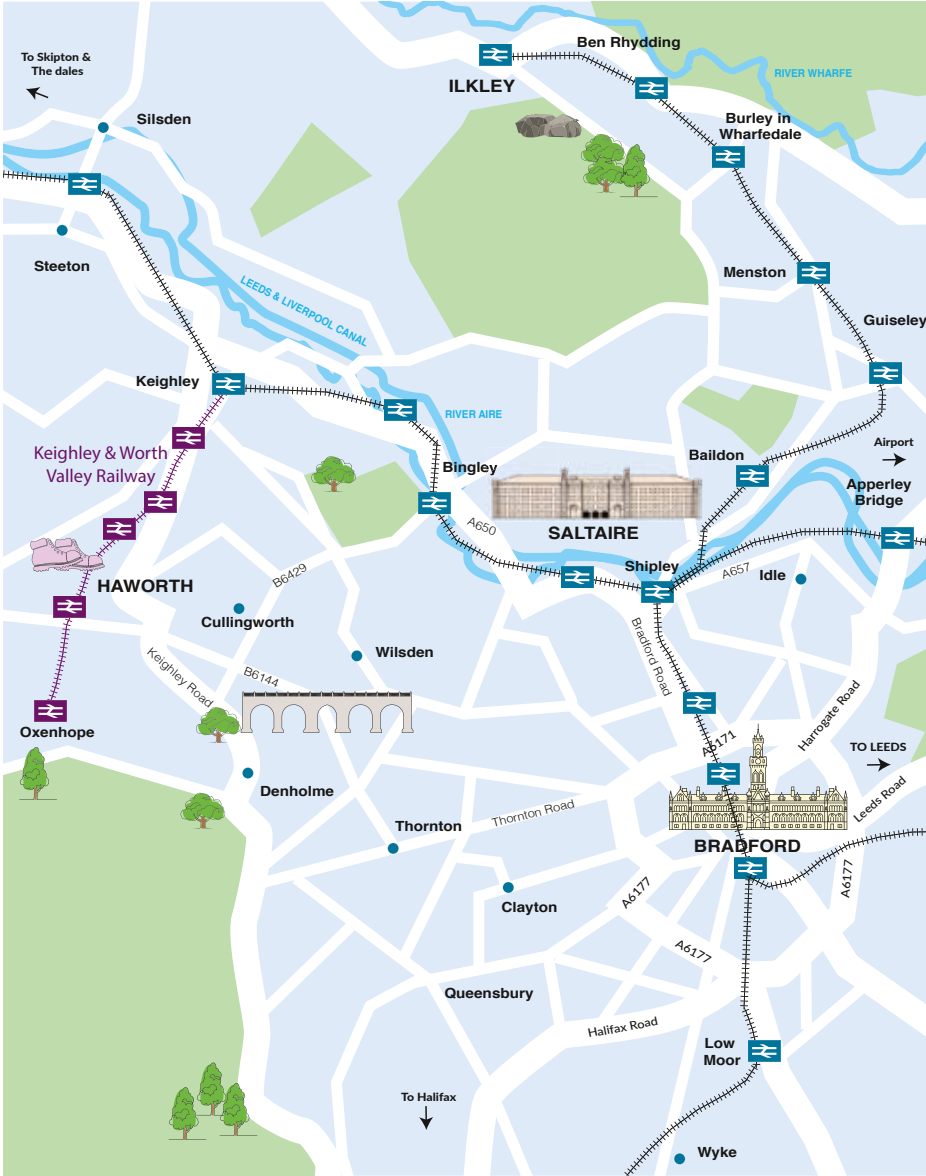 To Skipton &
The dales
Silsden
Steeton
ILKLEY
Ben Rhydding
RIVER WHARFE
Burley in
Wharfedale
Menston
Guiseley
LEEDS & LIVERPOOL CANAL
Keighley
RIVER AIRE
Keighley & Worth
Valley Railway
Bingley
Baildon
Airport
Apperley
Bridge
A650
SALTAIRE
Shipley
A657
Idle
HAWORTH
B6429
Cullingworth
Bradford Road
Wilsden
Keighley Road
B6144
Oxenhope
Harrogate Road
A6171
TO LEEDS
Denholme
Leeds Road
Thornton Road
Thornton
BRADFORD
A6177
A6177
Clayton
A6177
Queensbury
Halifax Road
Low
Moor
To Halifax
Wyke